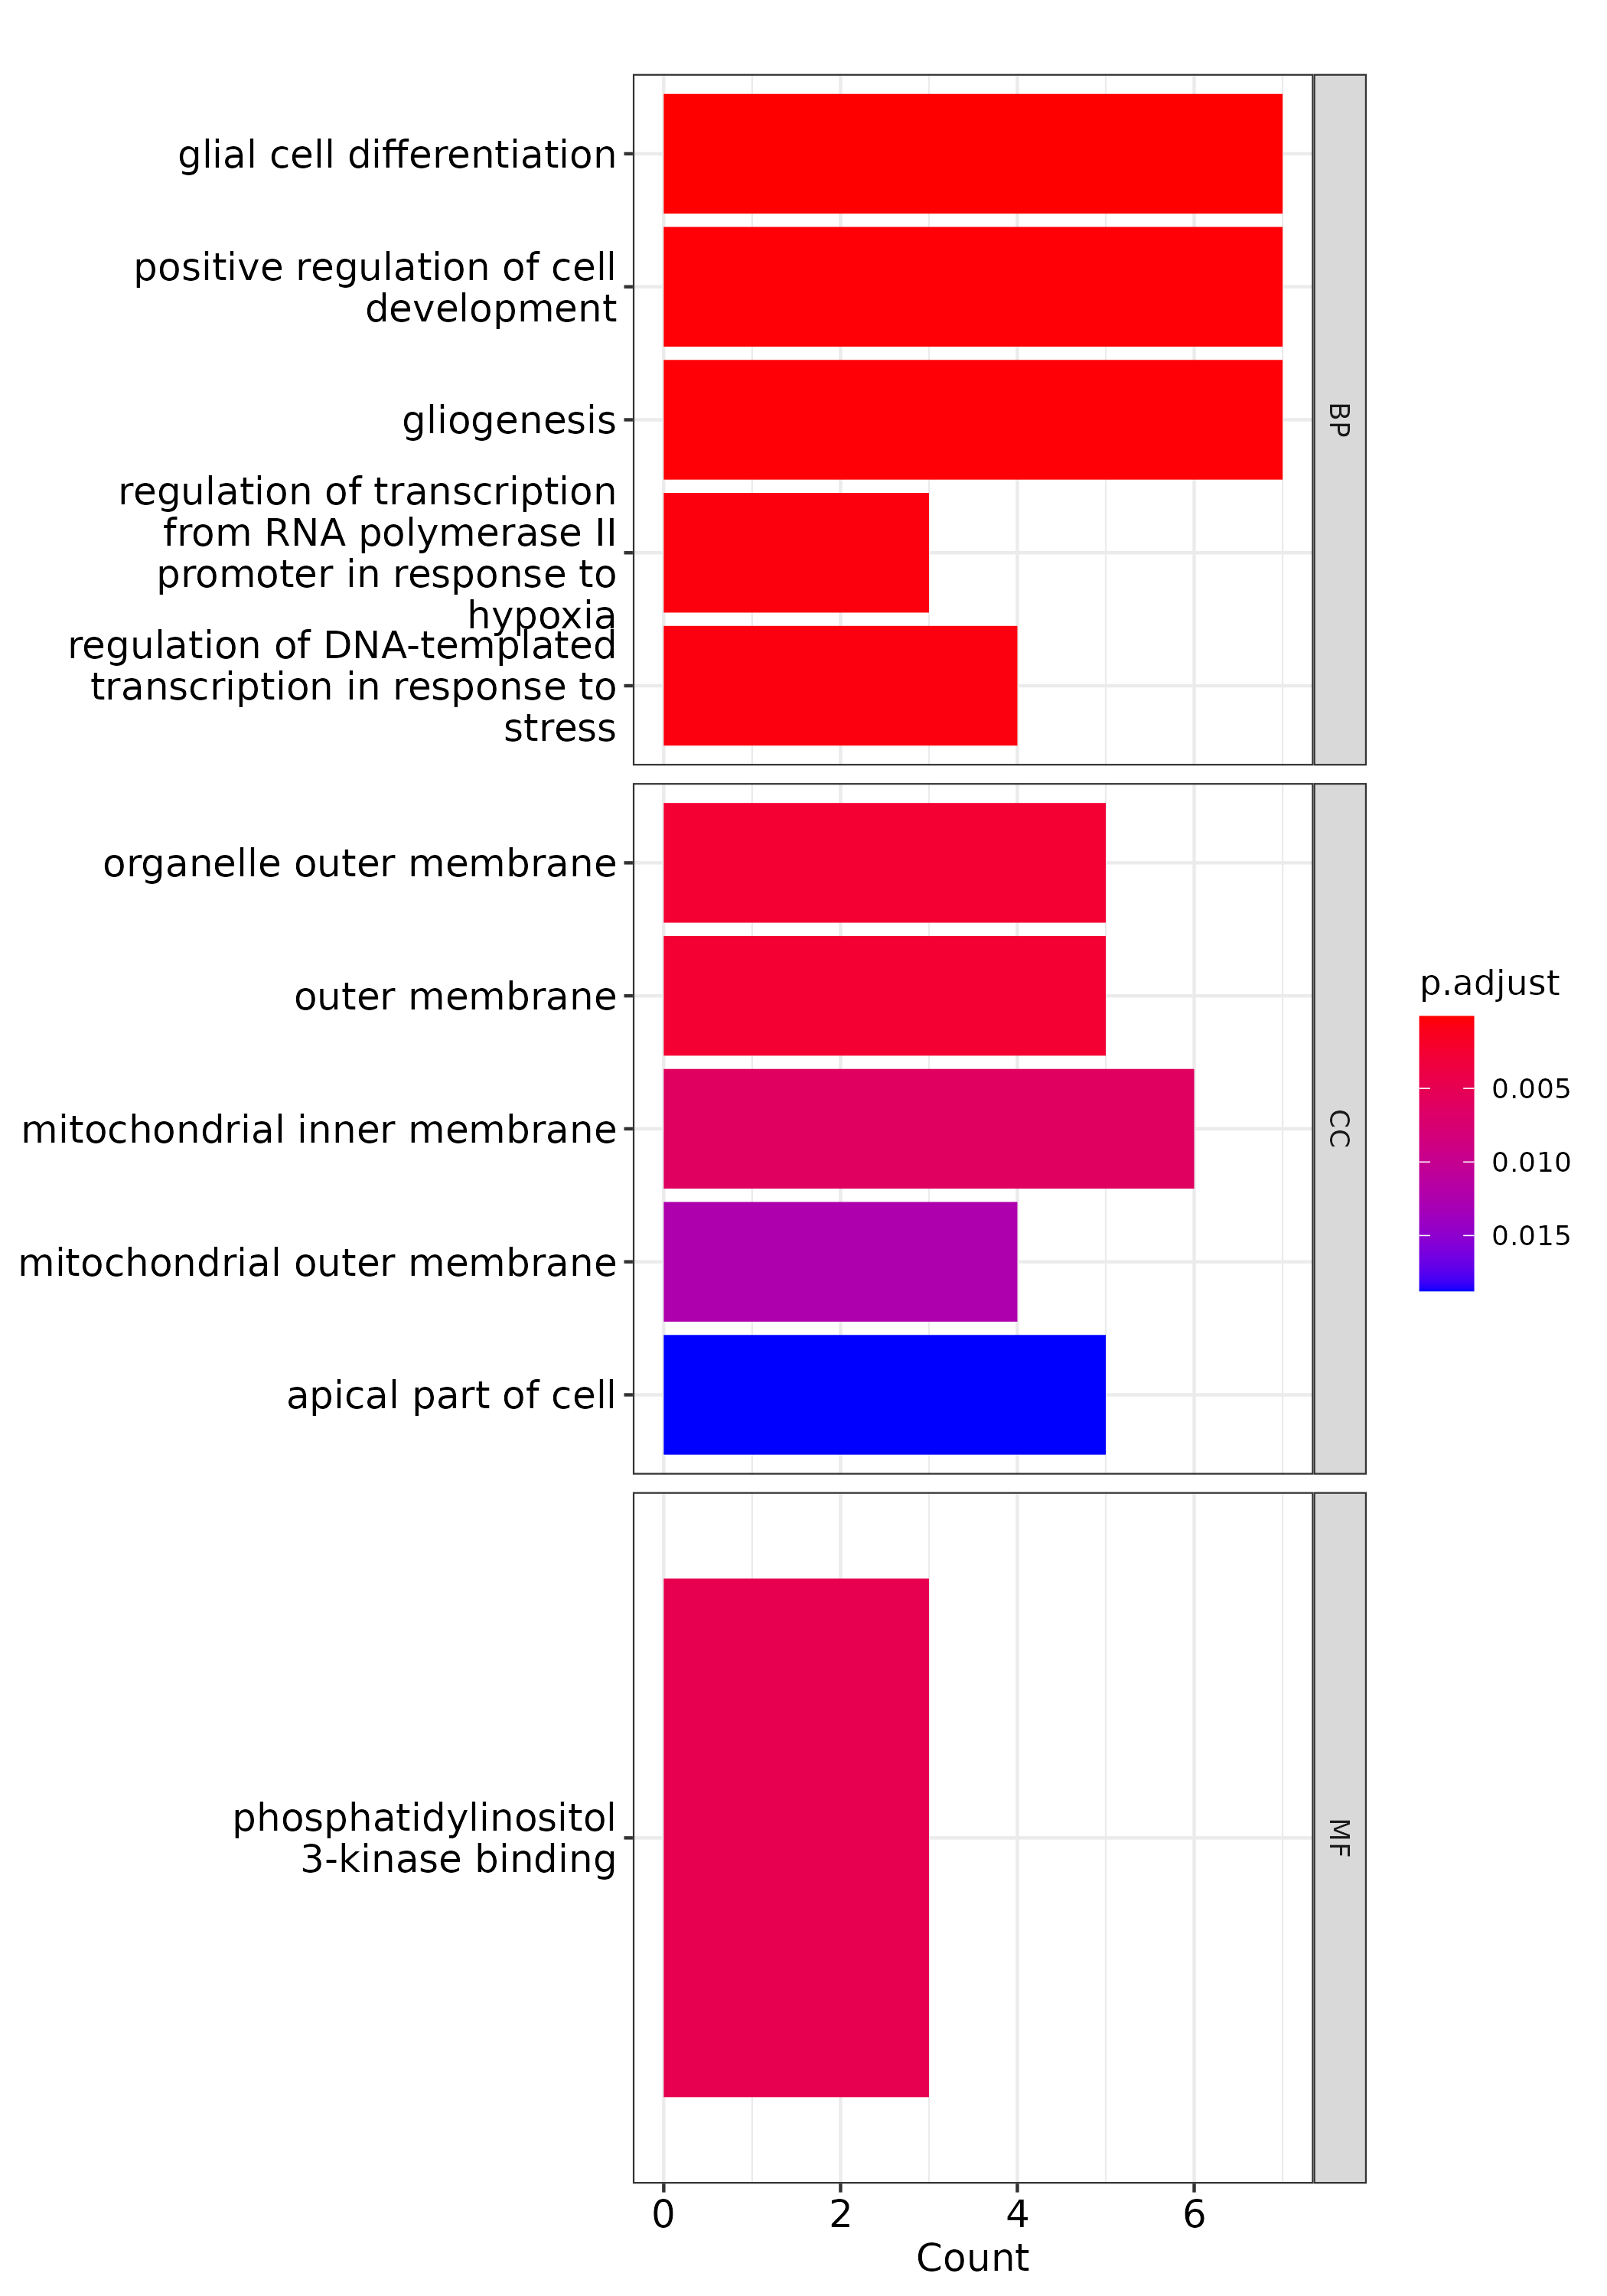 glial cell differentiation
positive regulation of cell
development
gliogenesis
regulation of transcription
from RNA polymerase II
promoter in response to
hypoxia
regulation of DNA-templated
transcription in response to
stress
BP
organelle outer membrane
outer membrane
mitochondrial inner membrane
mitochondrial outer membrane
apical part of cell
CC
phosphatidylinositol
3-kinase binding
MF
0 2 4 6
Count
p.adjust
0.005
0.010
0.015